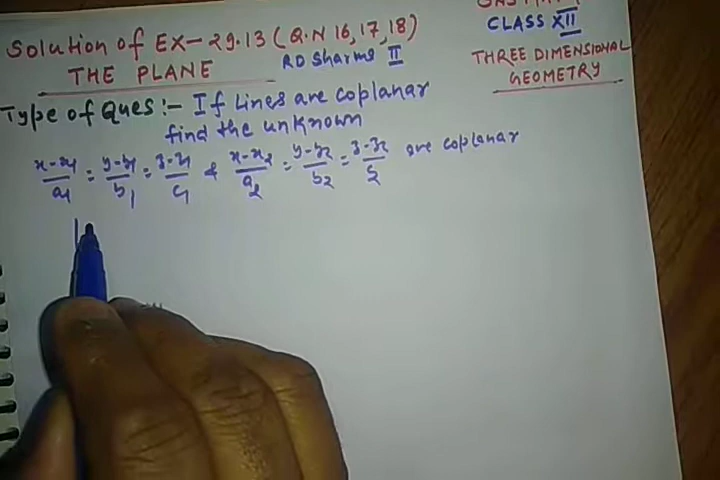 Solution of EX-29.13 (Q.N 16, 17, 18)
RD Sharma II
THE PLANE
CLASS XII
THREE DIMENSIONAL
GEOMETRY
Type of Ques:- If Lines are coplanar
find the unknown
x-x1/a1 = y-y1/b1 = z-z1/c1 & x-x2/a2 = y-y2/b2 = z-z2/c2 are coplanar